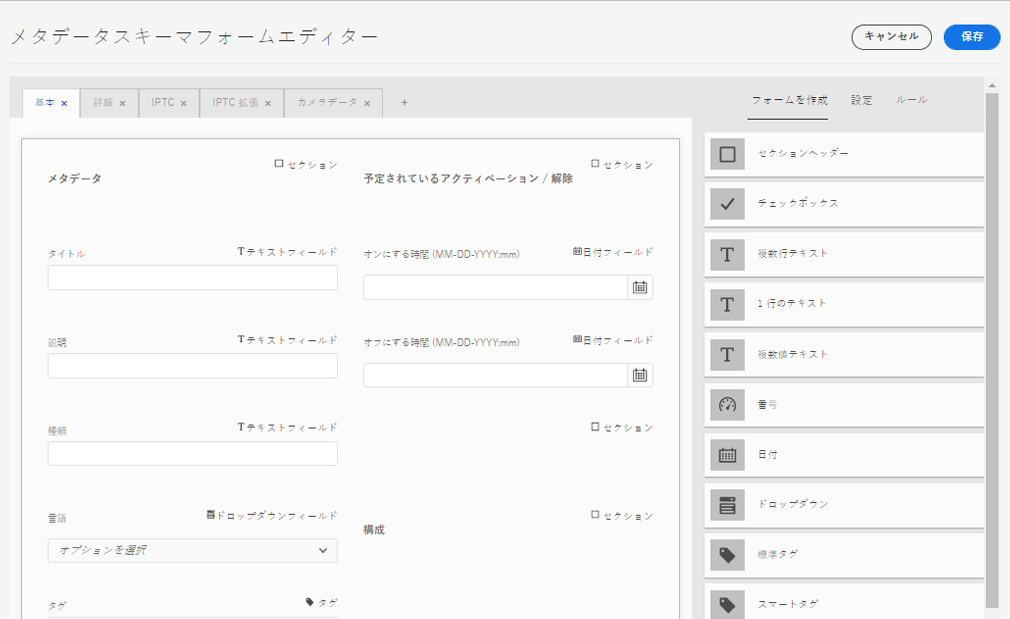 メタデータスキーマフォームエディター
キャンセル
保存
基本 ×
詳細 ×
IPTC ×
IPTC 拡張 ×
カメラデータ ×
+
フォームを作成
設定
ルール
セクション
メタデータ
セクション
予定されているアクティベーション / 解除
タイトル
テキストフィールド
オンにする時間 (MM-DD-YYYY:mm)
日付フィールド
説明
テキストフィールド
オフにする時間 (MM-DD-YYYY:mm)
日付フィールド
種類
テキストフィールド
セクション
言語
ドロップダウンフィールド
オプションを選択
セクション
構成
タグ
タグ
セクションヘッダー
チェックボックス
複数行テキスト
1 行のテキスト
複数値テキスト
番号
日付
ドロップダウン
標準タグ
スマートタグ